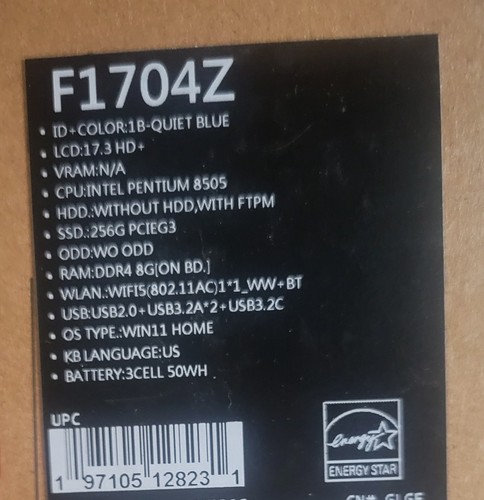 F1704Z
• ID+COLOR:1B-QUIET BLUE
• LCD:17.3 HD+
• VRAM:N/A
• CPU:INTEL PENTIUM 8505
• HDD.:WITHOUT HDD,WITH FTPM
• SSD.:256G PCIEG3
• ODD:WO ODD
• RAM:DDR4 8G[ON BD.]
• WLAN.:WIFI5(802.11AC)1*1_WW+BT
• USB:USB2.0+USB3.2A*2+USB3.2C
• OS TYPE.:WIN11 HOME
• KB LANGUAGE:US
• BATTERY:3CELL 50WH
UPC
1 97105 12823 1
energy
ENERGY STAR
CN#